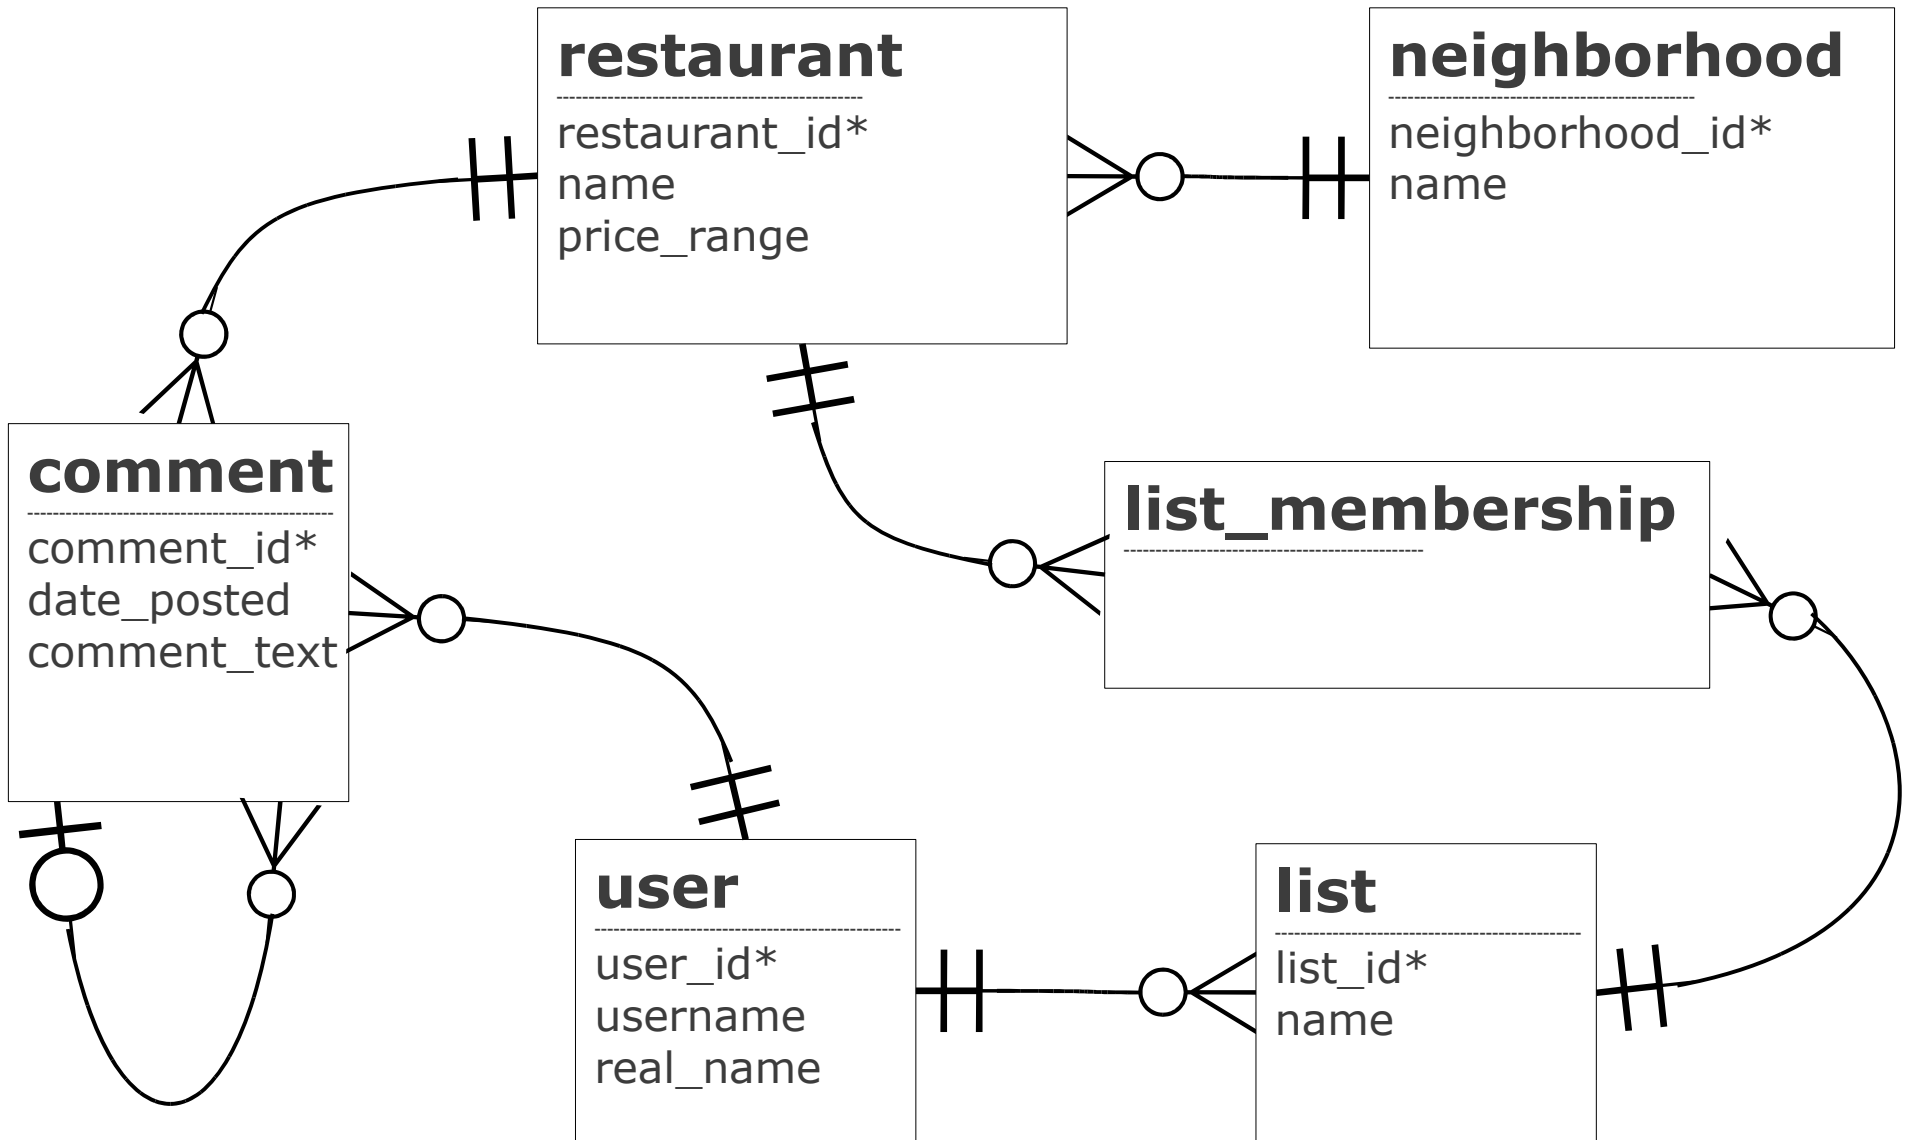 restaurant
restaurant_id*
name
price_range
neighborhood
neighborhood_id*
name
comment
comment_id*
date_posted
comment_text
list_membership
user
user_id*
username
real_name
list
list_id*
name